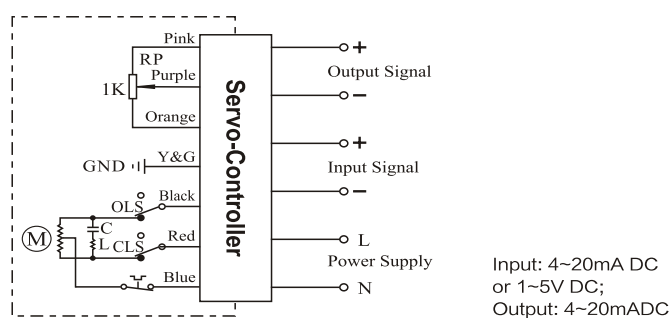 Pink
RP
Purple
1K
Orange
GND
Y&G
OLS
Black
C
M
L
CLS
Red
Blue
Servo-Controller
+
Output Signal
−
+
Input Signal
−
L
Power Supply
N
Input: 4~20mA DC
or 1~5V DC;
Output: 4~20mADC